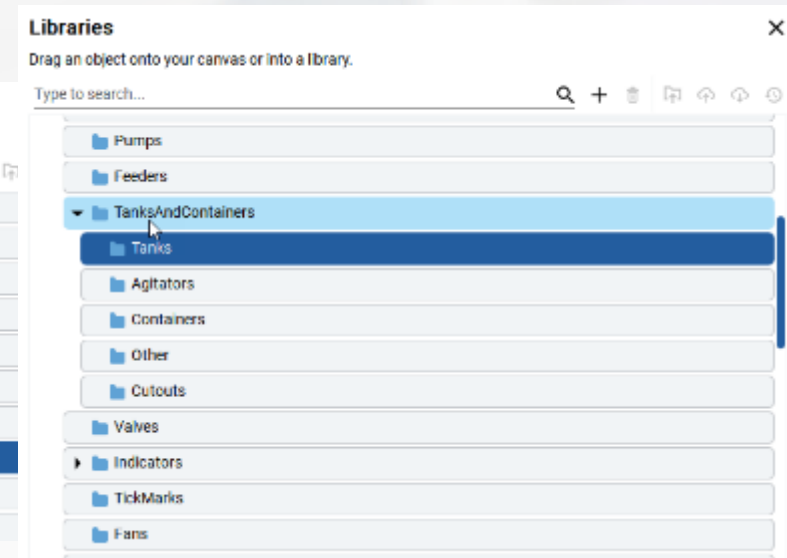 Libraries
Drag an object onto your canvas or into a library.
Type to search...
Pumps
Feeders
TanksAndContainers
Tanks
Agitators
Containers
Other
Cutouts
Valves
Indicators
TickMarks
Fans